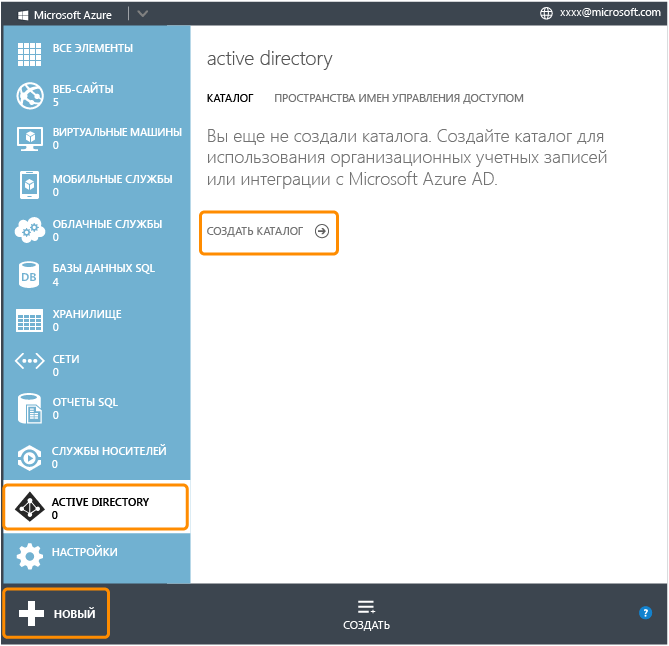 Microsoft Azure
xxxx@microsoft.com
ВСЕ ЭЛЕМЕНТЫ
ВЕБ-САЙТЫ
5
ВИРТУАЛЬНЫЕ МАШИНЫ
0
МОБИЛЬНЫЕ СЛУЖБЫ
0
ОБЛАЧНЫЕ СЛУЖБЫ
0
DB
БАЗЫ ДАННЫХ SQL
4
ХРАНИЛИЩЕ
0
СЕТИ
0
ОТЧЕТЫ SQL
0
СЛУЖБЫ НОСИТЕЛЕЙ
0
ACTIVE DIRECTORY
0
НАСТРОЙКИ
active directory
КАТАЛОГ ПРОСТРАНСТВА ИМЕН УПРАВЛЕНИЯ ДОСТУПОМ
Вы еще не создали каталога. Создайте каталог для
использования организационных учетных записей
или интеграции с Microsoft Azure AD.
СОЗДАТЬ КАТАЛОГ
НОВЫЙ
СОЗДАТЬ
?